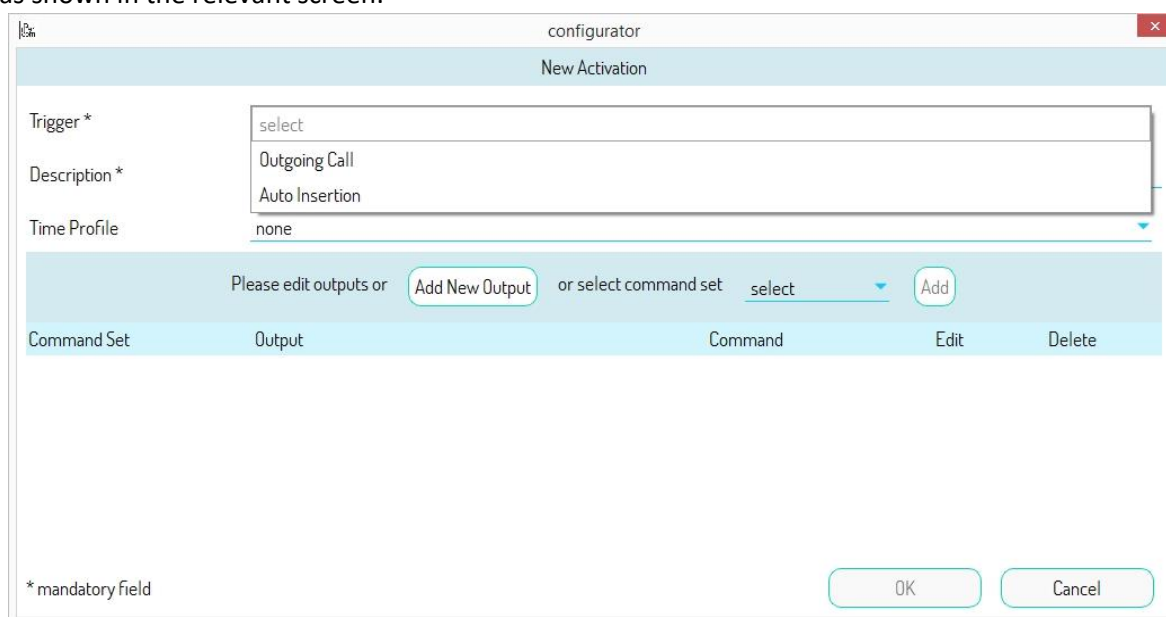 as shown in the relevant screen.
configurator
New Activation
Trigger *
select
Outgoing Call
Description *
Auto Insertion
Time Profile none
Please edit outputs or Add New Output or select command set select Add
Command Set Output Command Edit Delete
* mandatory field OK Cancel